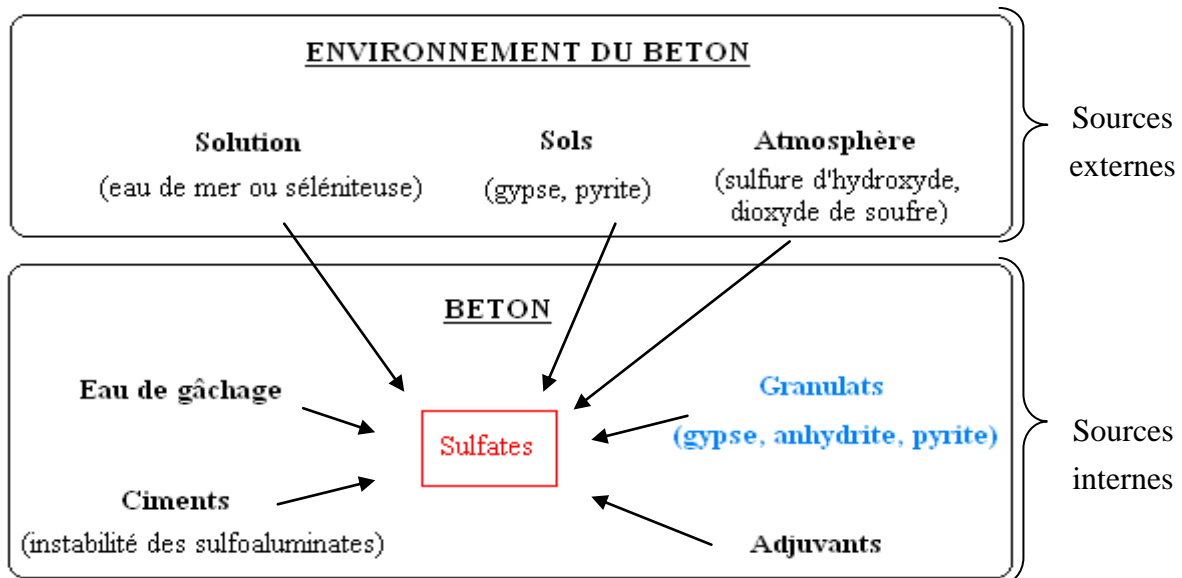 ENVIRONNEMENT DU BETON
Solution
(eau de mer ou séléniteuse)
Sols
(gypse, pyrite)
Atmosphère
(sulfure d'hydroxyde,
dioxyde de soufre)
Sources
externes
BETON
Eau de gâchage
Granulats
(gypse, anhydrite, pyrite)
Sulfates
Ciments
(instabilité des sulfoaluminates)
Adjuvants
Sources
internes